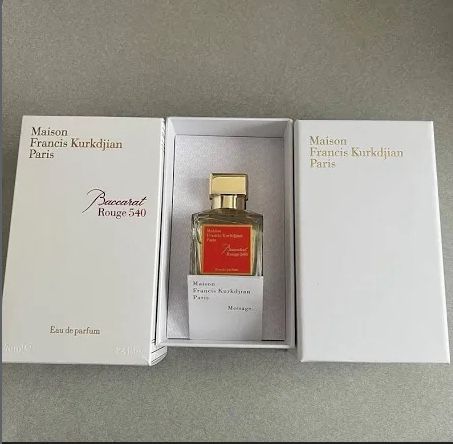 Maison
Francis Kurkdjian
Paris
Baccarat
Rouge 540
Eau de parfum
Maison
Francis Kurkdjian
Paris
Baccarat
Rouge 540
Maison
Francis Kurkdjian
Paris
Message
Maison
Francis Kurkdjian
Paris